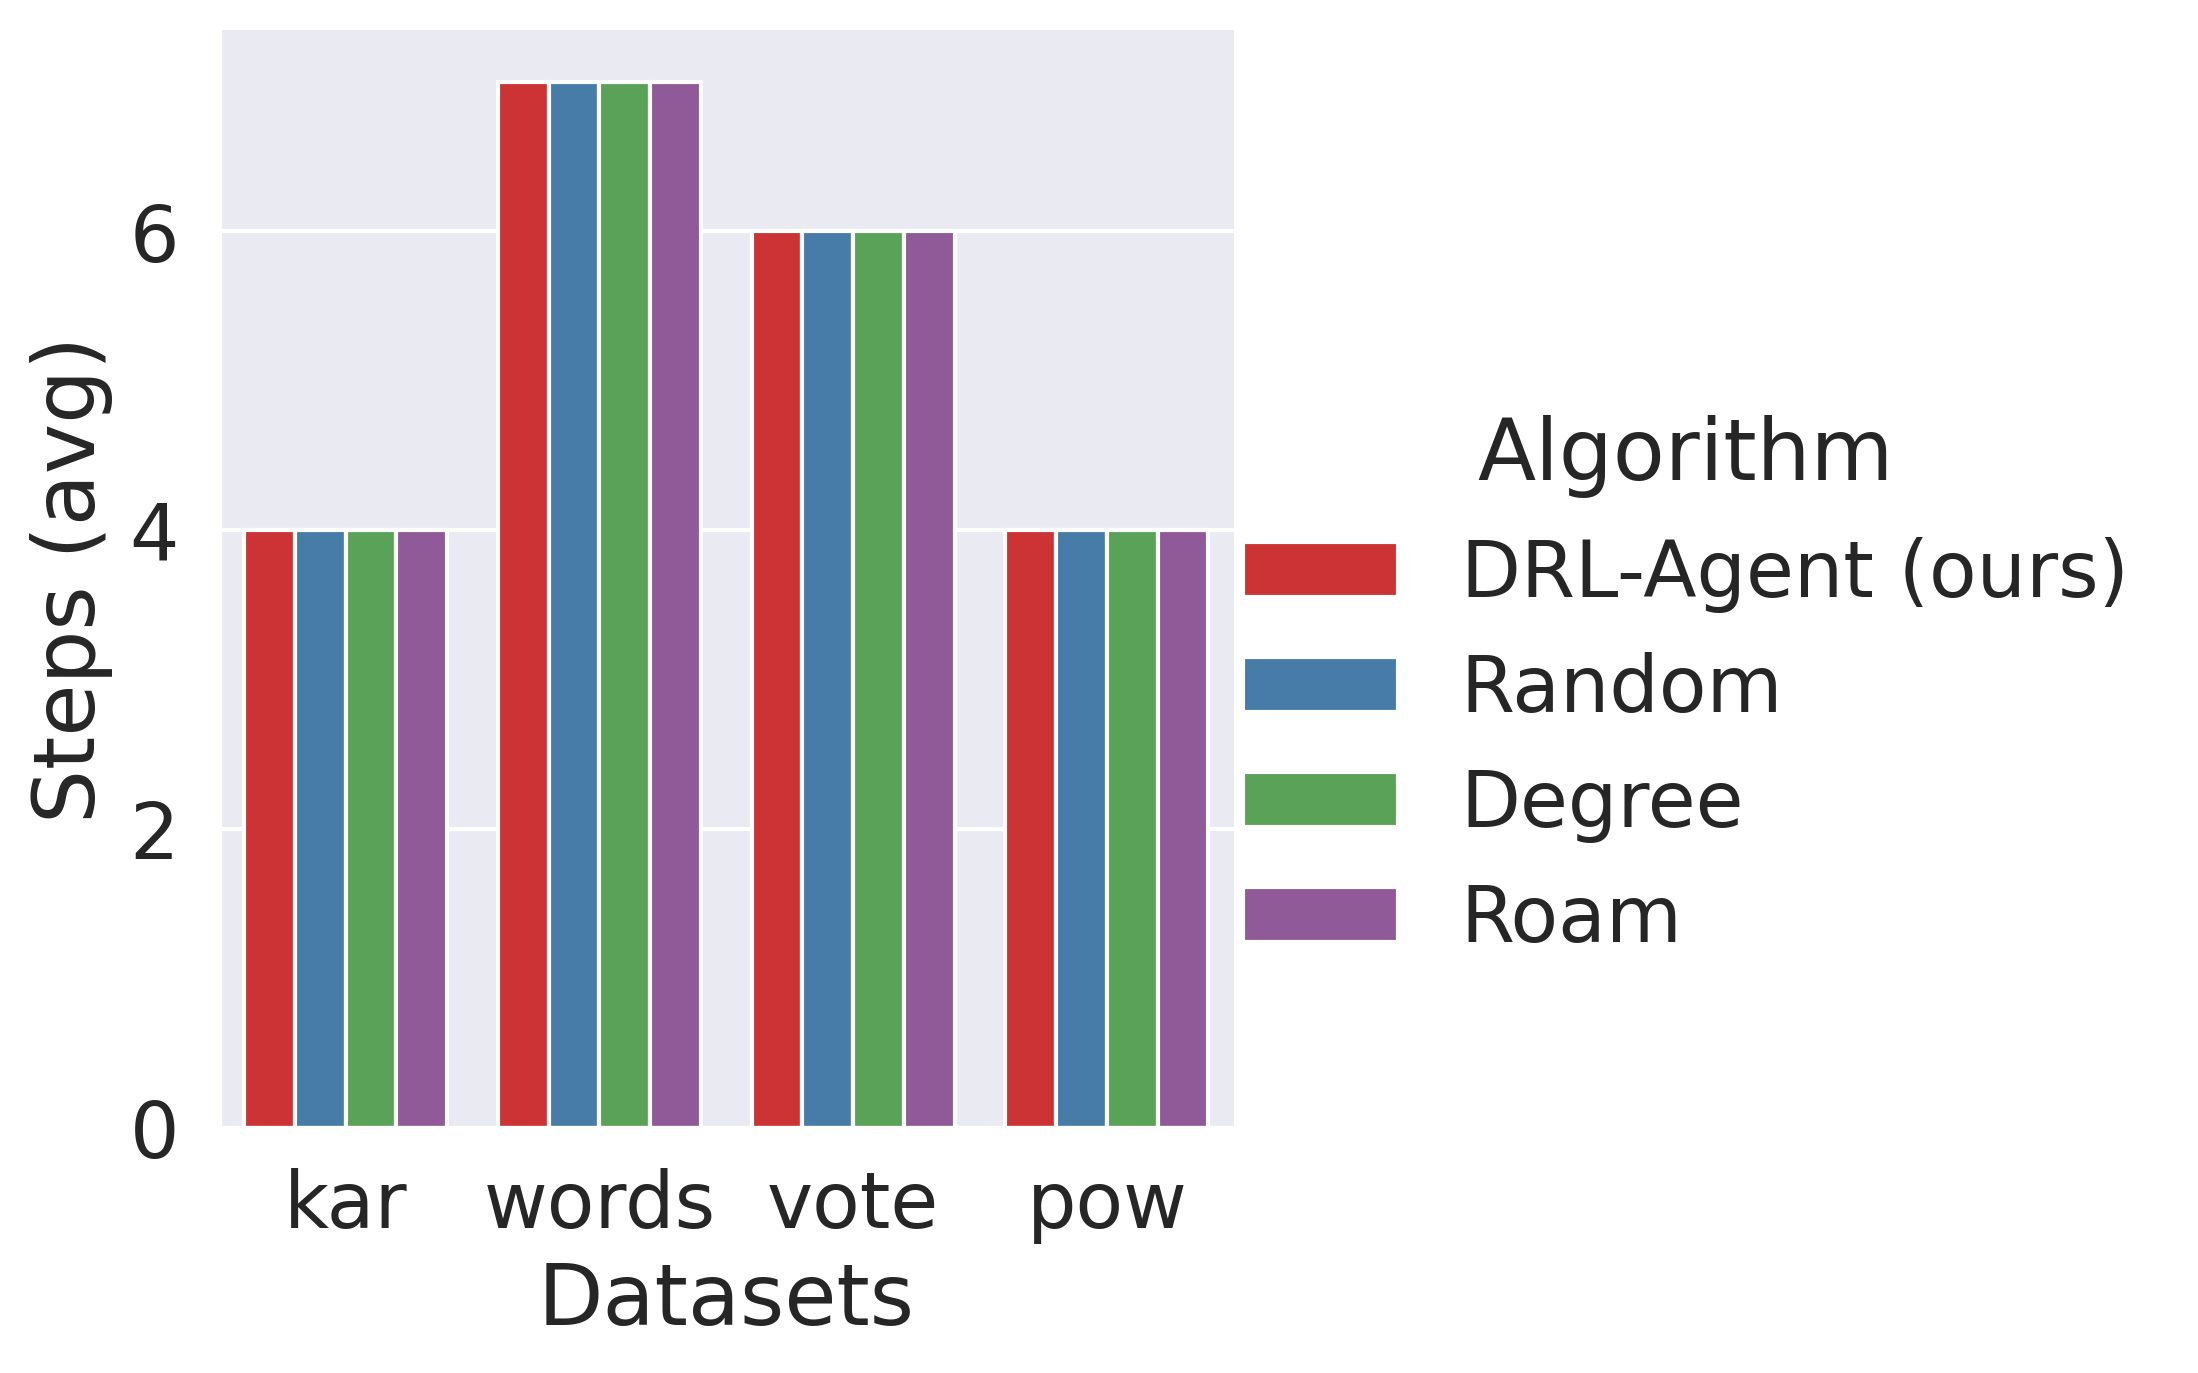 Steps (avg)
6
4
2
0
kar words vote pow
Datasets
Algorithm
DRL-Agent (ours)
Random
Degree
Roam